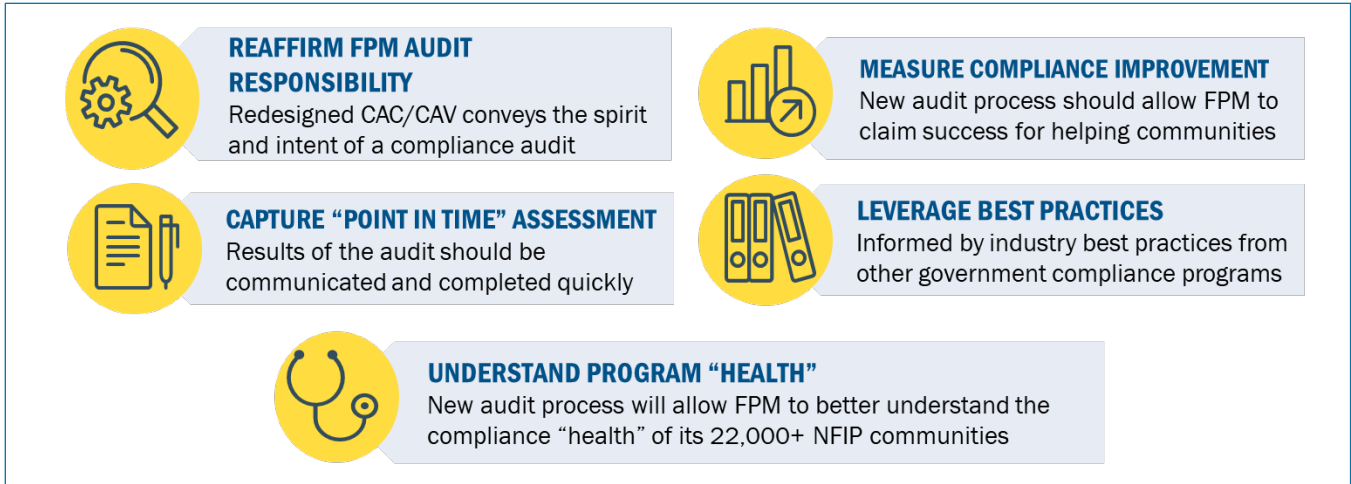 REAFFIRM FPM AUDIT
RESPONSIBILITY
Redesigned CAC/CAV conveys the spirit
and intent of a compliance audit
MEASURE COMPLIANCE IMPROVEMENT
New audit process should allow FPM to
claim success for helping communities
CAPTURE “POINT IN TIME” ASSESSMENT
Results of the audit should be
communicated and completed quickly
LEVERAGE BEST PRACTICES
Informed by industry best practices from
other government compliance programs
UNDERSTAND PROGRAM “HEALTH”
New audit process will allow FPM to better understand the
compliance “health” of its 22,000+ NFIP communities